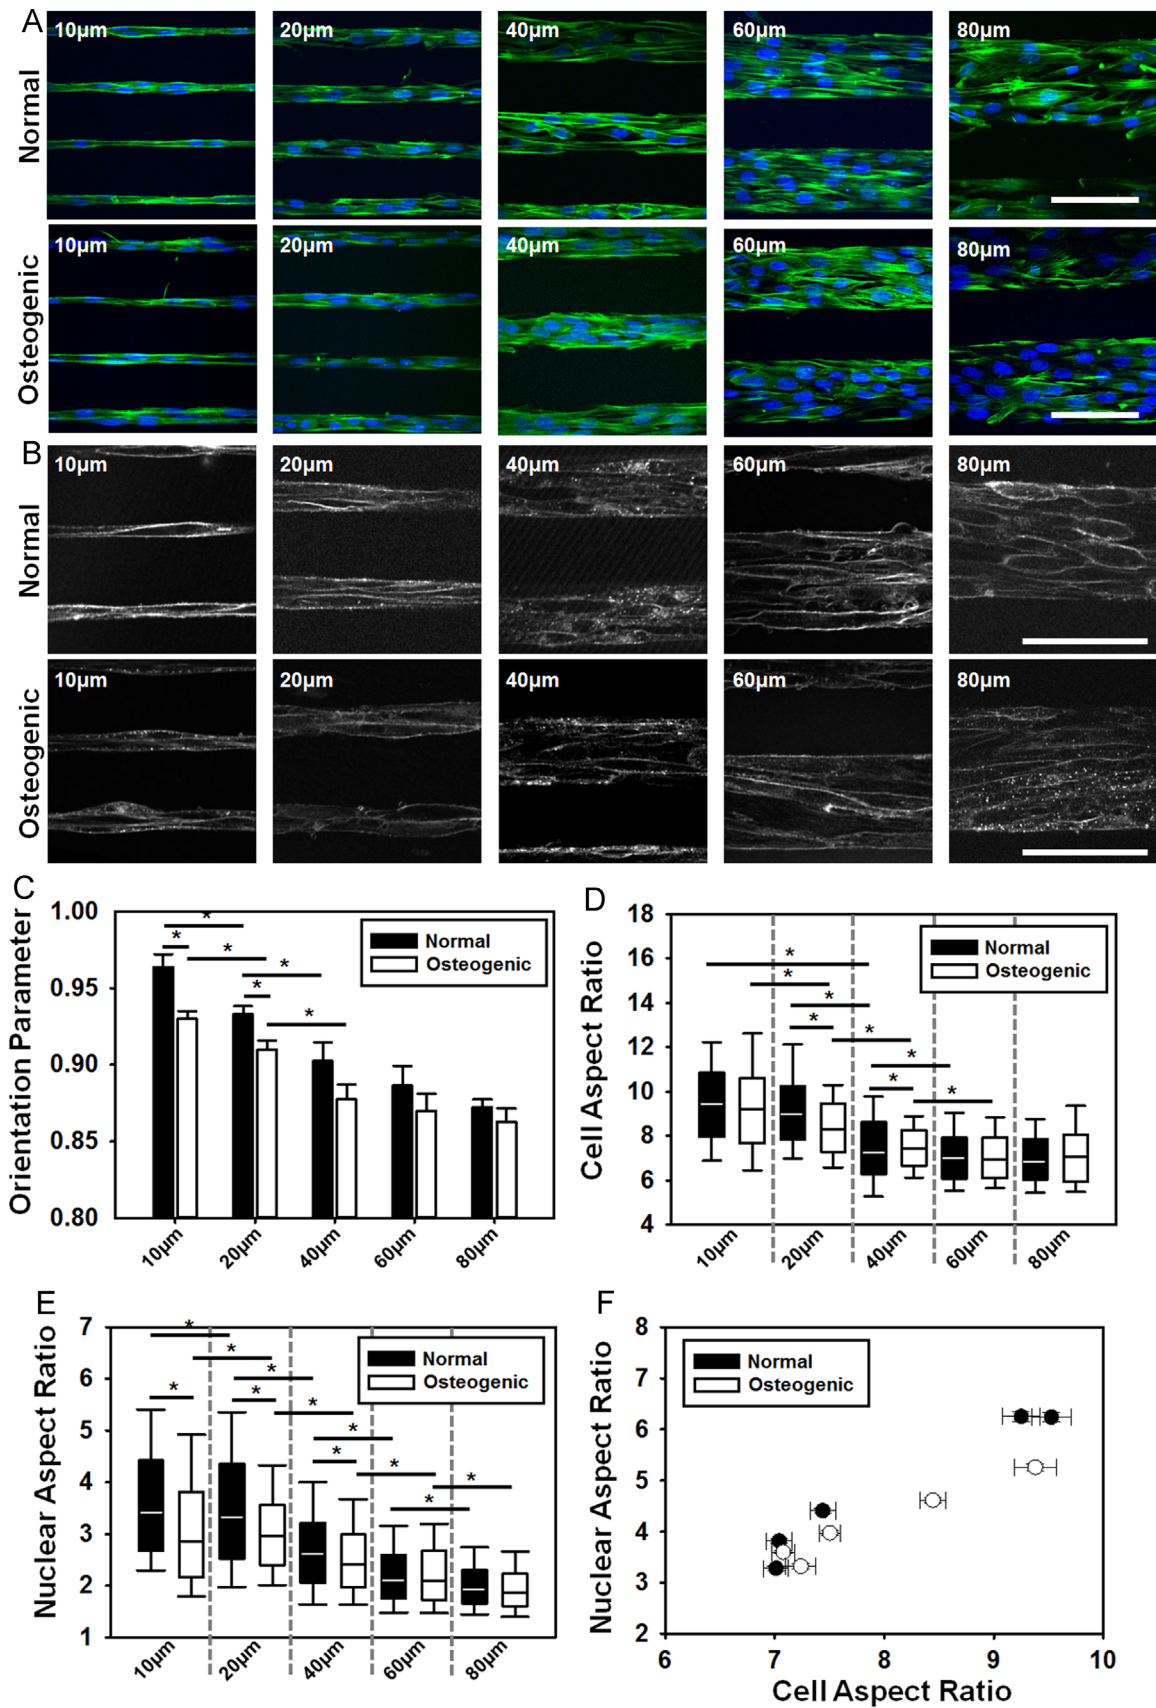 A
Normal
10µm
20µm
40µm
60µm
80µm
Osteogenic
10µm
20µm
40µm
60µm
80µm
B
Normal
10µm
20µm
40µm
60µm
80µm
Osteogenic
10µm
20µm
40µm
60µm
80µm
C
Orientation Parameter
1.00
0.95
0.90
0.85
0.80
Normal
Osteogenic
*
*
*
*
*
*
10µm
20µm
40µm
60µm
80µm
D
Cell Aspect Ratio
18
16
14
12
10
8
6
4
Normal
Osteogenic
*
*
*
*
*
*
*
*
10µm
20µm
40µm
60µm
80µm
E
Nuclear Aspect Ratio
7
6
5
4
3
2
1
Normal
Osteogenic
*
*
*
*
*
*
*
*
*
*
*
10µm
20µm
40µm
60µm
80µm
F
Nuclear Aspect Ratio
8
7
6
5
4
3
2
Normal
Osteogenic
6
7
8
9
10
Cell Aspect Ratio